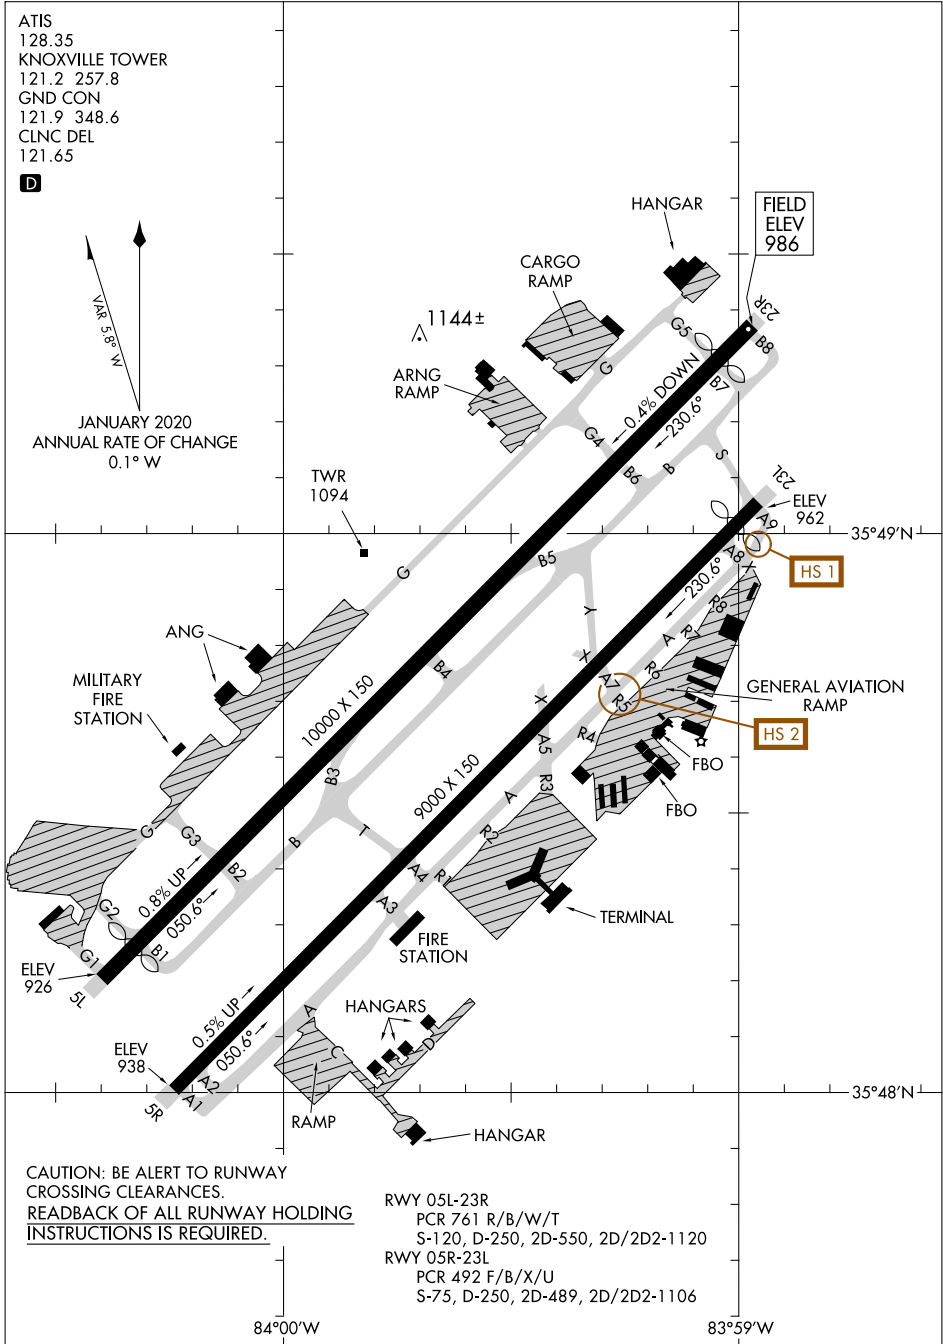 ATIS
128.35
KNOXVILLE TOWER
121.2 257.8
GND CON
121.9 348.6
CLNC DEL
121.65
D
VAR 5.8° W
JANUARY 2020
ANNUAL RATE OF CHANGE
0.1° W
HANGAR
FIELD
ELEV
986
CARGO
RAMP
1144±
ARNG
RAMP
23R
G5
B8
B7
G
0.4% DOWN
230.6°
G4
B6
B
S
23L
ELEV
962
A9
TWR
1094
35°49'N
HS 1
A8
X
B5
G
230.6°
Y
R8
R7
A
R6
X
A7
R5
GENERAL AVIATION
RAMP
HS 2
ANG
MILITARY
FIRE
STATION
B4
10000 X 150
X
A5
R4
FBO
FBO
B3
9000 X 150
R3
A
R2
G
G3
B
T
A4
R1
B2
0.8% UP
050.6°
A3
TERMINAL
FIRE
STATION
G2
B1
G1
ELEV
926
5L
0.5% UP
050.6°
A
HANGARS
C
D
ELEV
938
A2
A1
5R
RAMP
35°48'N
HANGAR
CAUTION: BE ALERT TO RUNWAY
CROSSING CLEARANCES.
READBACK OF ALL RUNWAY HOLDING
INSTRUCTIONS IS REQUIRED.
RWY 05L-23R
PCR 761 R/B/W/T
S-120, D-250, 2D-550, 2D/2D2-1120
RWY 05R-23L
PCR 492 F/B/X/U
S-75, D-250, 2D-489, 2D/2D2-1106
84°00'W
83°59'W